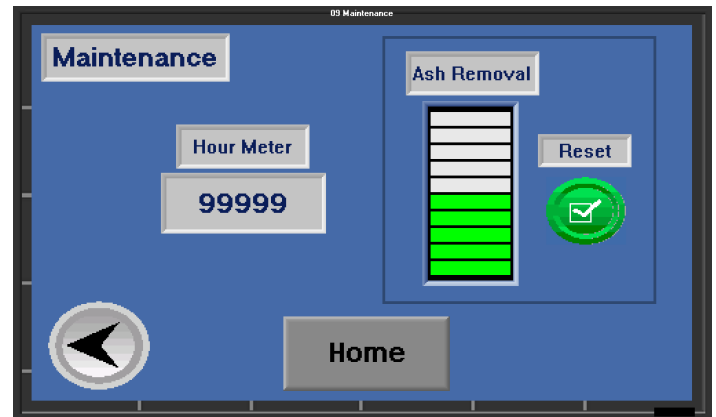 09 Maintenance
Maintenance
Ash Removal
Hour Meter
Reset
99999
Home